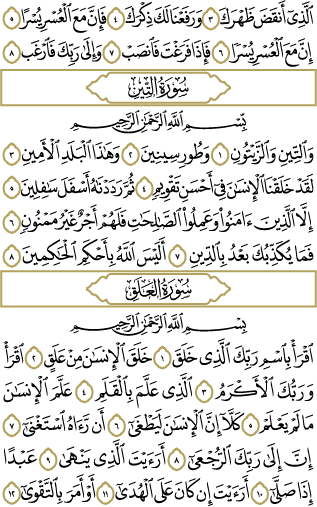 ٱلَّذِىٓ أَنقَضَ ظَهْرَكَ ٣ وَرَفَعْنَا لَكَ ذِكْرَكَ ٤ فَإِنَّ مَعَ ٱلْعُسْرِ يُسْرًا ٥
إِنَّ مَعَ ٱلْعُسْرِ يُسْرًا ٦ فَإِذَا فَرَغْتَ فَٱنصَبْ ٧ وَإِلَىٰ رَبِّكَ فَٱرْغَب ٨
سُورَةُ التِّينِ
بِسْمِ ٱللَّهِ ٱلرَّحْمَٰنِ ٱلرَّحِيمِ
وَٱلتِّينِ وَٱلزَّيْتُونِ ١ وَطُورِ سِينِينَ ٢ وَهَٰذَا ٱلْبَلَدِ ٱلْأَمِينِ ٣
لَقَدْ خَلَقْنَا ٱلْإِنسَٰنَ فِىٓ أَحْسَنِ تَقْوِيمٍ ٤ ثُمَّ رَدَدْنَٰهُ أَسْفَلَ سَٰفِلِينَ ٥
إِلَّا ٱلَّذِينَ ءَامَنُوا۟ وَعَمِلُوا۟ ٱلصَّٰلِحَٰتِ فَلَهُمْ أَجْرٌ غَيْرُ مَمْنُونٍ ٦
فَمَا يُكَذِّبُكَ بَعْدُ بِٱلدِّينِ ٧ أَلَيْسَ ٱللَّهُ بِأَحْكَمِ ٱلْحَٰكِمِينَ ٨
سُورَةُ العَلَقِ
بِسْمِ ٱللَّهِ ٱلرَّحْمَٰنِ ٱلرَّحِيمِ
ٱقْرَأْ بِٱسْمِ رَبِّكَ ٱلَّذِى خَلَقَ ١ خَلَقَ ٱلْإِنسَٰنَ مِنْ عَلَقٍ ٢ ٱقْرَأْ
وَرَبُّكَ ٱلْأَكْرَمُ ٣ ٱلَّذِى عَلَّمَ بِٱلْقَلَمِ ٤ عَلَّمَ ٱلْإِنسَٰنَ
مَا لَمْ يَعْلَمْ ٥ كَلَّآ إِنَّ ٱلْإِنسَٰنَ لَيَطْغَىٰٓ ٦ أَن رَّءَاهُ ٱسْتَغْنَىٰٓ ٧
إِنَّ إِلَىٰ رَبِّكَ ٱلرُّجْعَىٰٓ ٨ أَرَءَيْتَ ٱلَّذِى يَنْهَىٰ ٩ عَبْدًا
إِذَا صَلَّىٰٓ ١٠ أَرَءَيْتَ إِن كَانَ عَلَى ٱلْهُدَىٰٓ ١١ أَوْ أَمَرَ بِٱلتَّقْوَىٰٓ ١٢